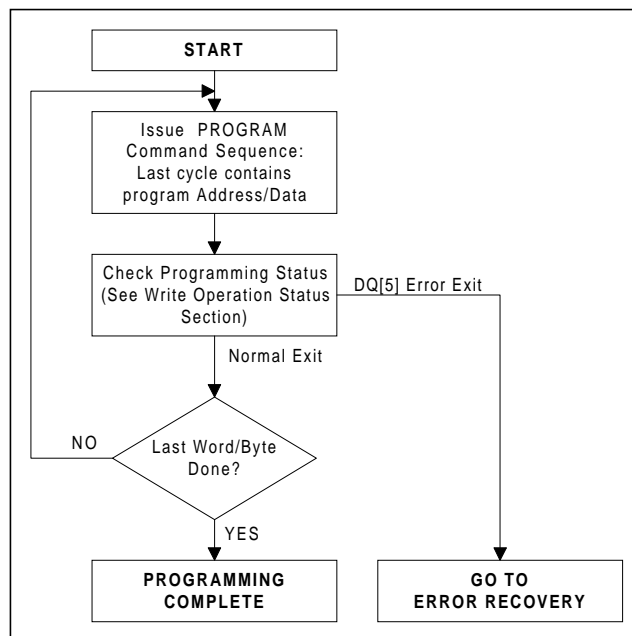 START
Issue PROGRAM
Command Sequence:
Last cycle contains
program Address/Data
Check Programming Status
(See Write Operation Status
Section)
DQ[5] Error Exit
Normal Exit
NO
Last Word/Byte
Done?
YES
PROGRAMMING
COMPLETE
GO TO
ERROR RECOVERY